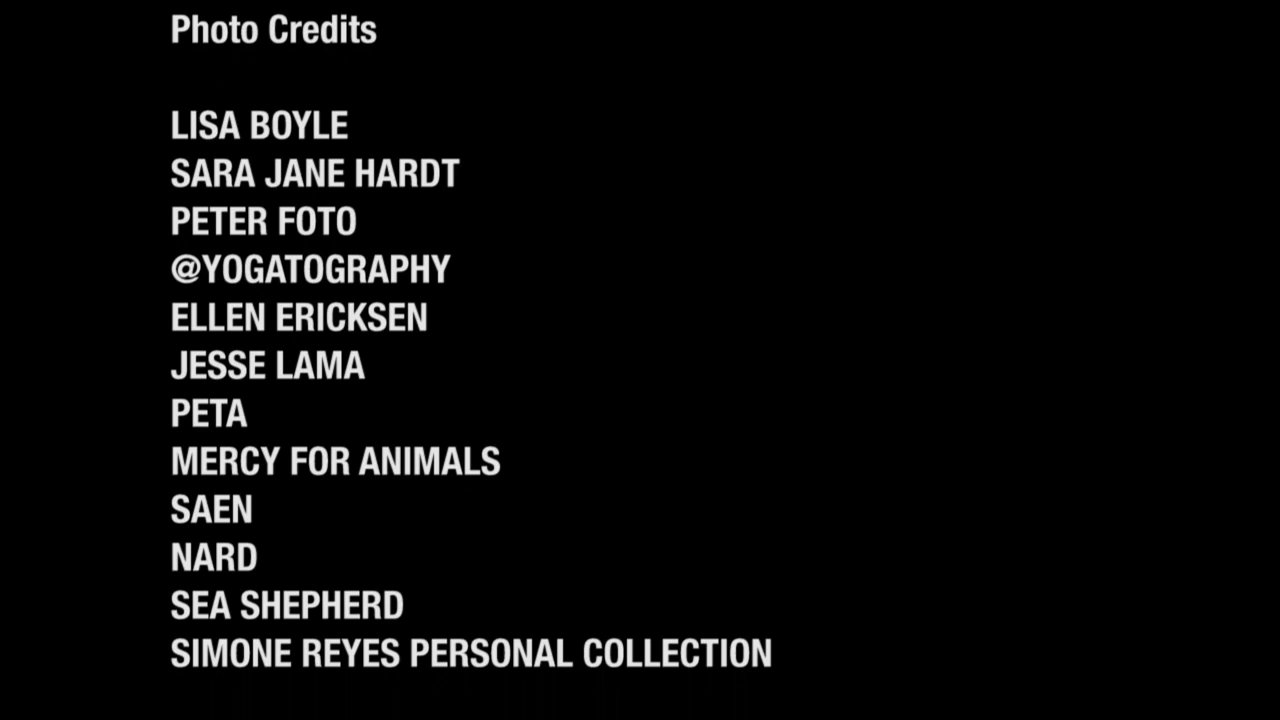 Photo Credits
LISA BOYLE
SARA JANE HARDT
PETER FOTO
@YOGATOGRAPHY
ELLEN ERICKSEN
JESSE LAMA
PETA
MERCY FOR ANIMALS
SAEN
NARD
SEA SHEPHERD
SIMONE REYES PERSONAL COLLECTION